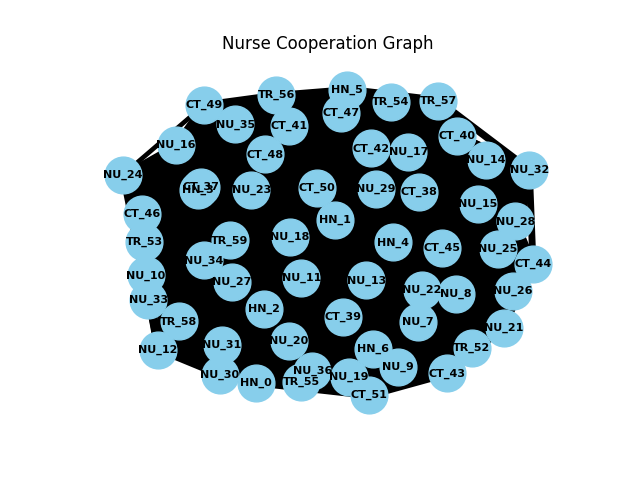 Nurse Cooperation Graph
HN_5
TR_56
TR_57
TR_54
CT_49
CT_47
NU_35
CT_41
CT_40
NU_16
CT_42
NU_17
CT_48
NU_14
NU_32
NU_24
CT_37
HN_3
NU_23
CT_50
NU_29
CT_38
NU_15
CT_46
HN_1
NU_28
NU_18
TR_53
TR_59
HN_4
CT_45
NU_25
NU_34
CT_44
NU_10
NU_27
NU_11
NU_13
NU_22
NU_8
NU_26
NU_33
HN_2
CT_39
TR_58
NU_7
NU_21
NU_12
NU_31
NU_20
HN_6
TR_52
NU_30
HN_0
TR_55
NU_36
NU_19
NU_9
CT_43
CT_51